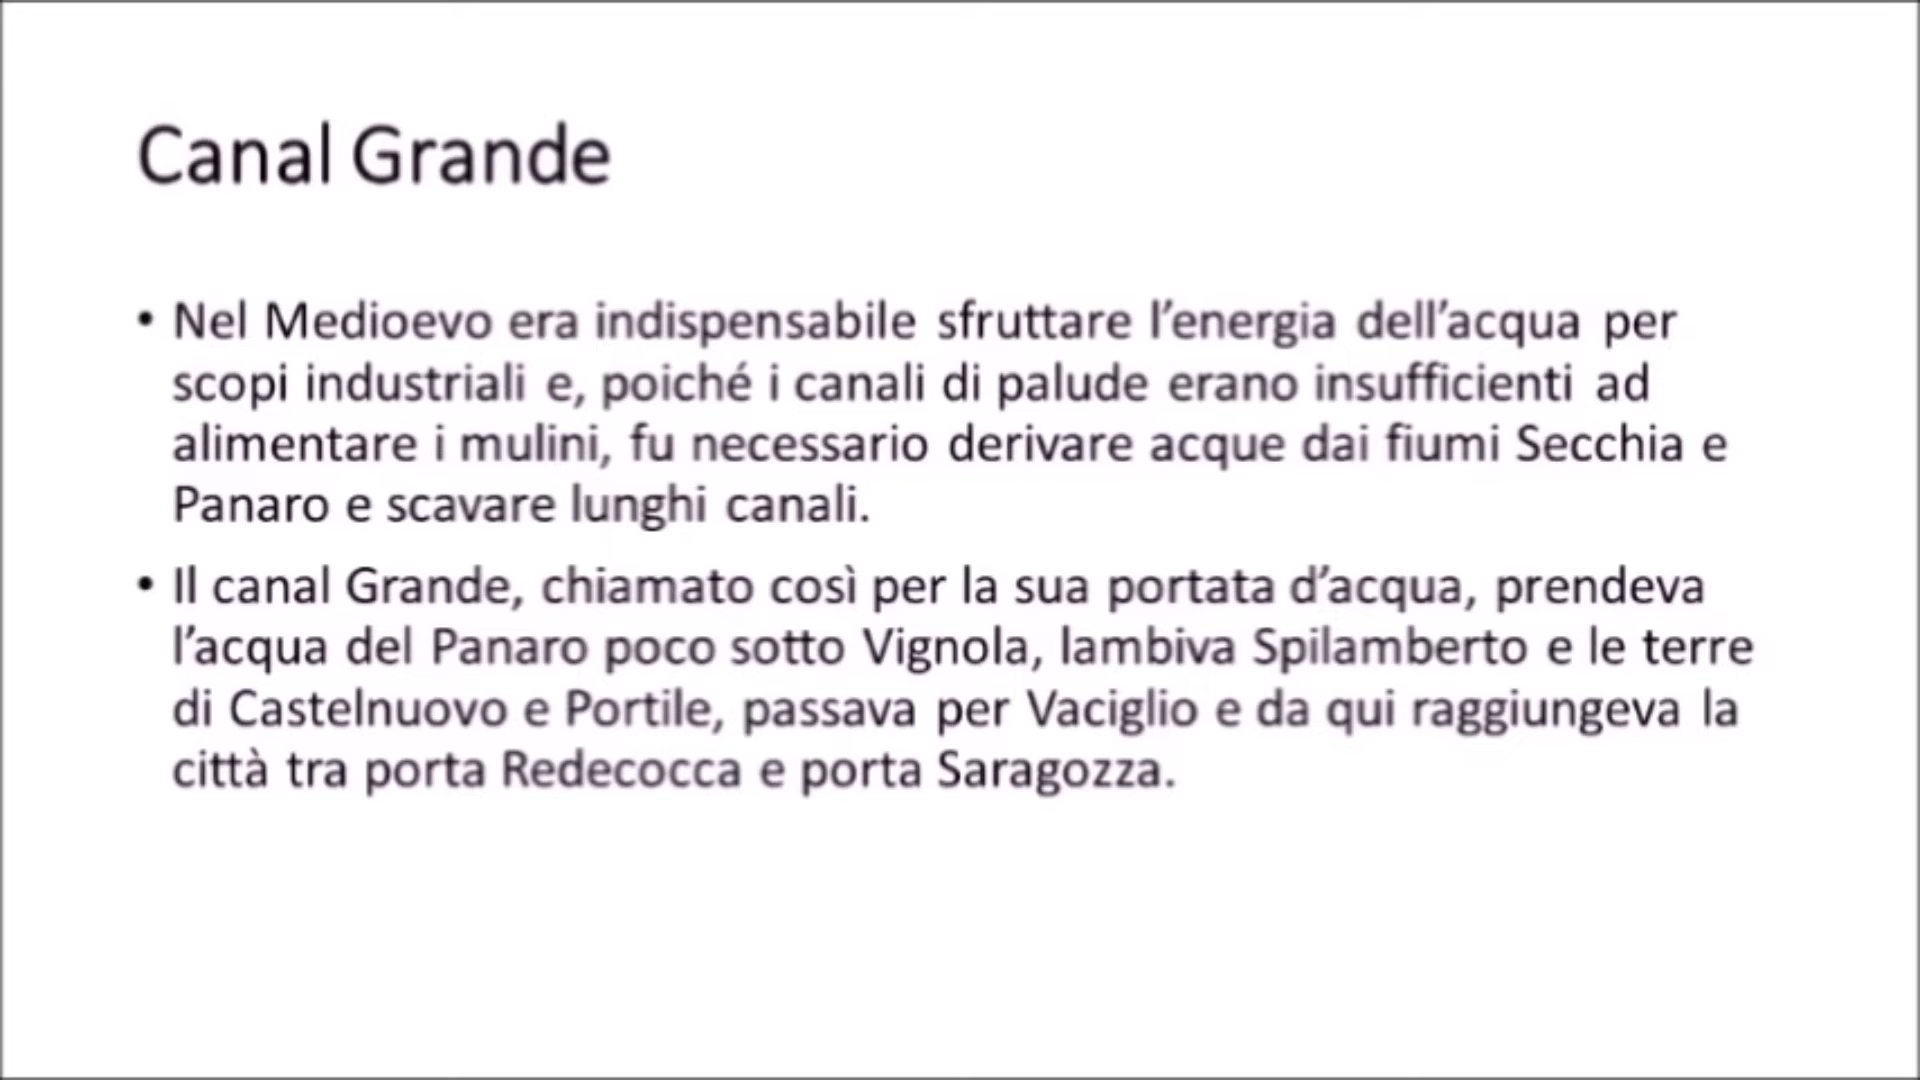 Canal Grande
• Nel Medioevo era indispensabile sfruttare l’energia dell’acqua per
scopi industriali e, poiché i canali di palude erano insufficienti ad
alimentare i mulini, fu necessario derivare acque dai fiumi Secchia e
Panaro e scavare lunghi canali.
• Il canal Grande, chiamato così per la sua portata d’acqua, prendeva
l’acqua del Panaro poco sotto Vignola, lambiva Spilamberto e le terre
di Castelnuovo e Portile, passava per Vaciglio e da qui raggiungeva la
città tra porta Redecocca e porta Saragozza.